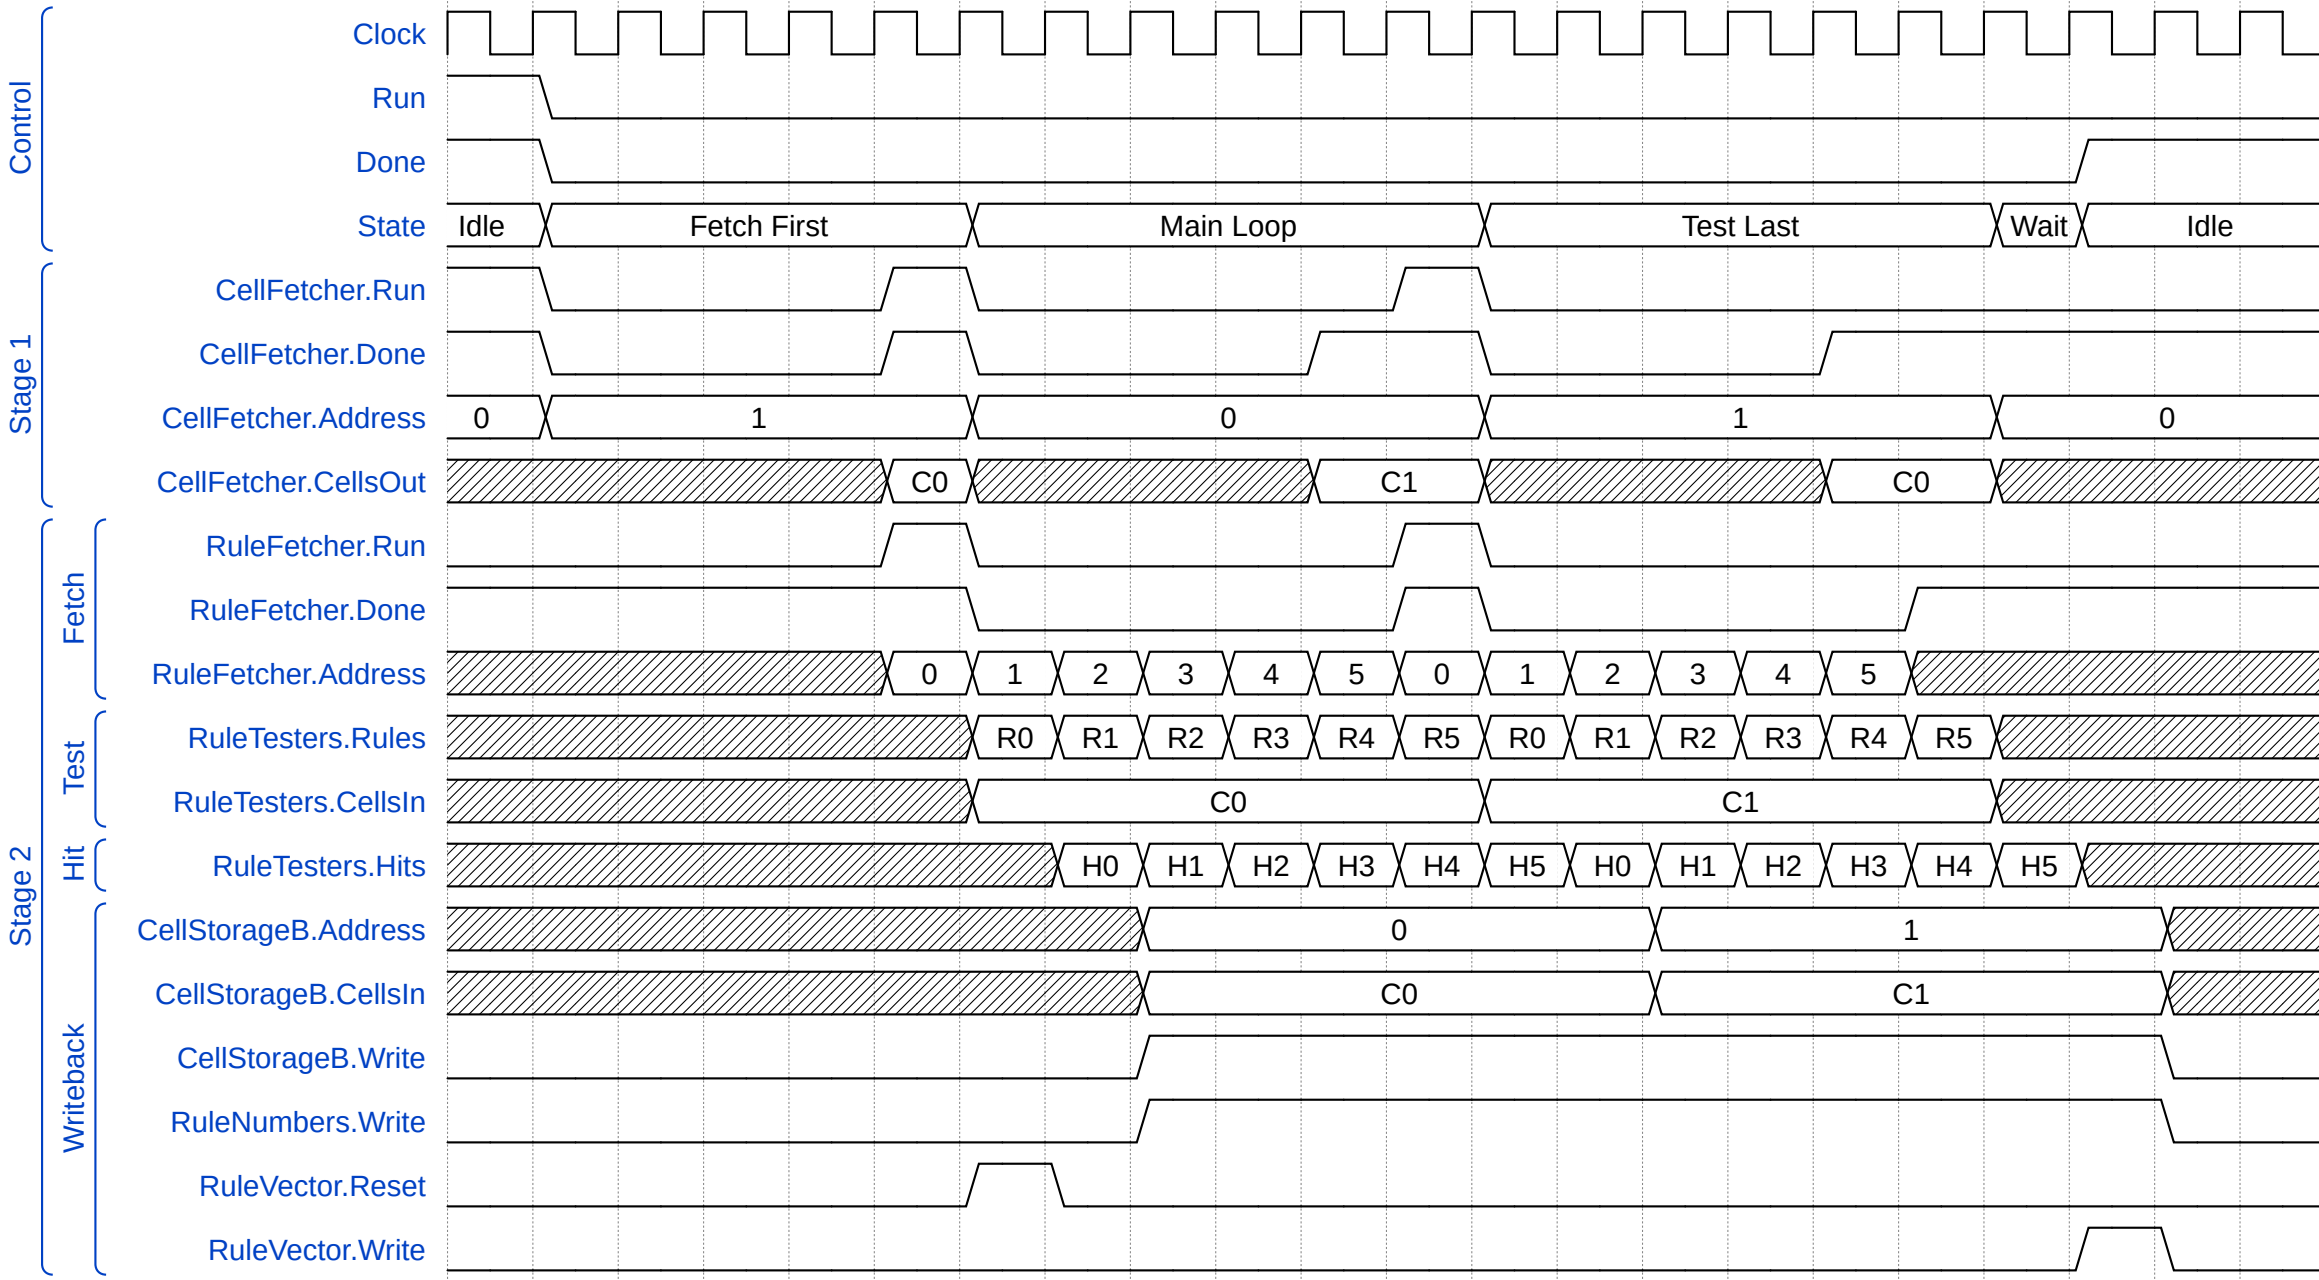 Control
Clock
Run
Done
State Idle Fetch First Main Loop Test Last Wait Idle
Stage 1
CellFetcher.Run
CellFetcher.Done
CellFetcher.Address 0 1 0 1 0
CellFetcher.CellsOut C0 C1 C0
Stage 2
Fetch
RuleFetcher.Run
RuleFetcher.Done
RuleFetcher.Address 0 1 2 3 4 5 0 1 2 3 4 5
Test
RuleTesters.Rules R0 R1 R2 R3 R4 R5 R0 R1 R2 R3 R4 R5
RuleTesters.CellsIn C0 C1
Hit
RuleTesters.Hits H0 H1 H2 H3 H4 H5 H0 H1 H2 H3 H4 H5
Writeback
CellStorageB.Address 0 1
CellStorageB.CellsIn C0 C1
CellStorageB.Write
RuleNumbers.Write
RuleVector.Reset
RuleVector.Write